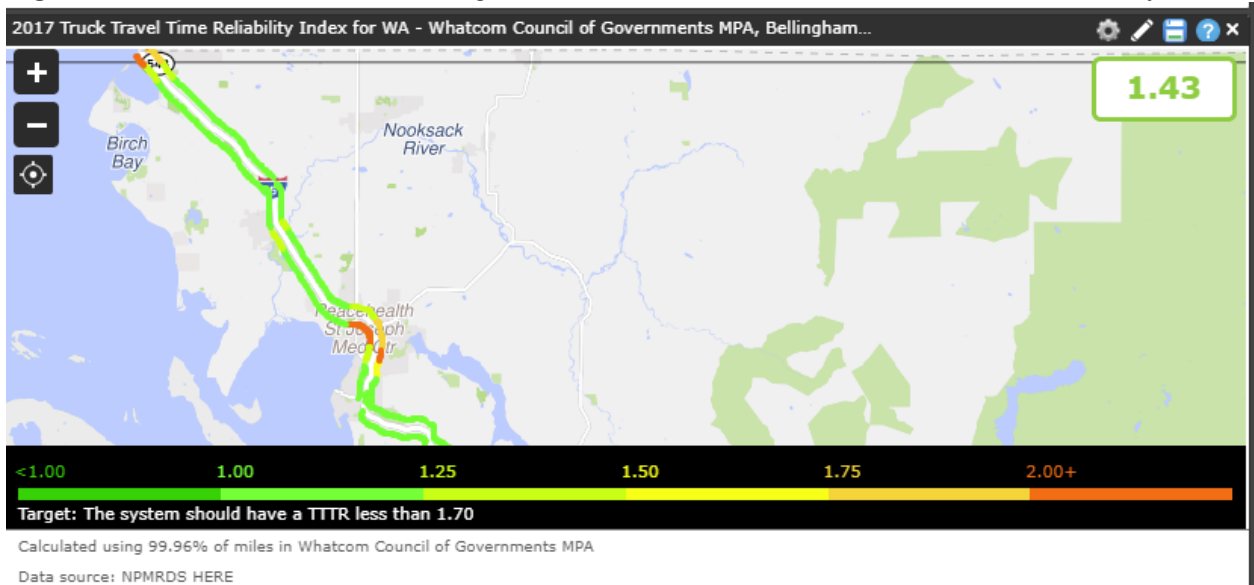 2017 Truck Travel Time Reliability Index for WA - Whatcom Council of Governments MPA, Bellingham...
1.43
Nooksack
River
Birch
Bay
Peacehealth
St Joseph
Med Ctr
<1.00 1.00 1.25 1.50 1.75 2.00+
Target: The system should have a TTTR less than 1.70
Calculated using 99.96% of miles in Whatcom Council of Governments MPA
Data source: NPMRDS HERE